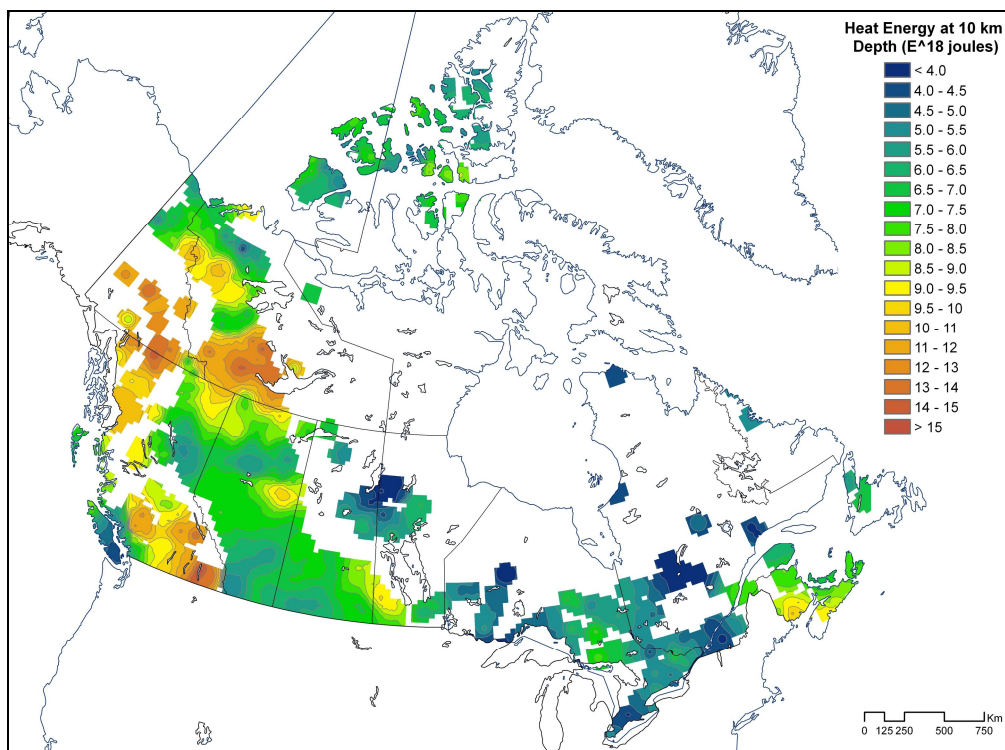 Heat Energy at 10 km
Depth (E^18 joules)
< 4.0
4.0 - 4.5
4.5 - 5.0
5.0 - 5.5
5.5 - 6.0
6.0 - 6.5
6.5 - 7.0
7.0 - 7.5
7.5 - 8.0
8.0 - 8.5
8.5 - 9.0
9.0 - 9.5
9.5 - 10
10 - 11
11 - 12
12 - 13
13 - 14
14 - 15
> 15
Km
0 125 250 500 750